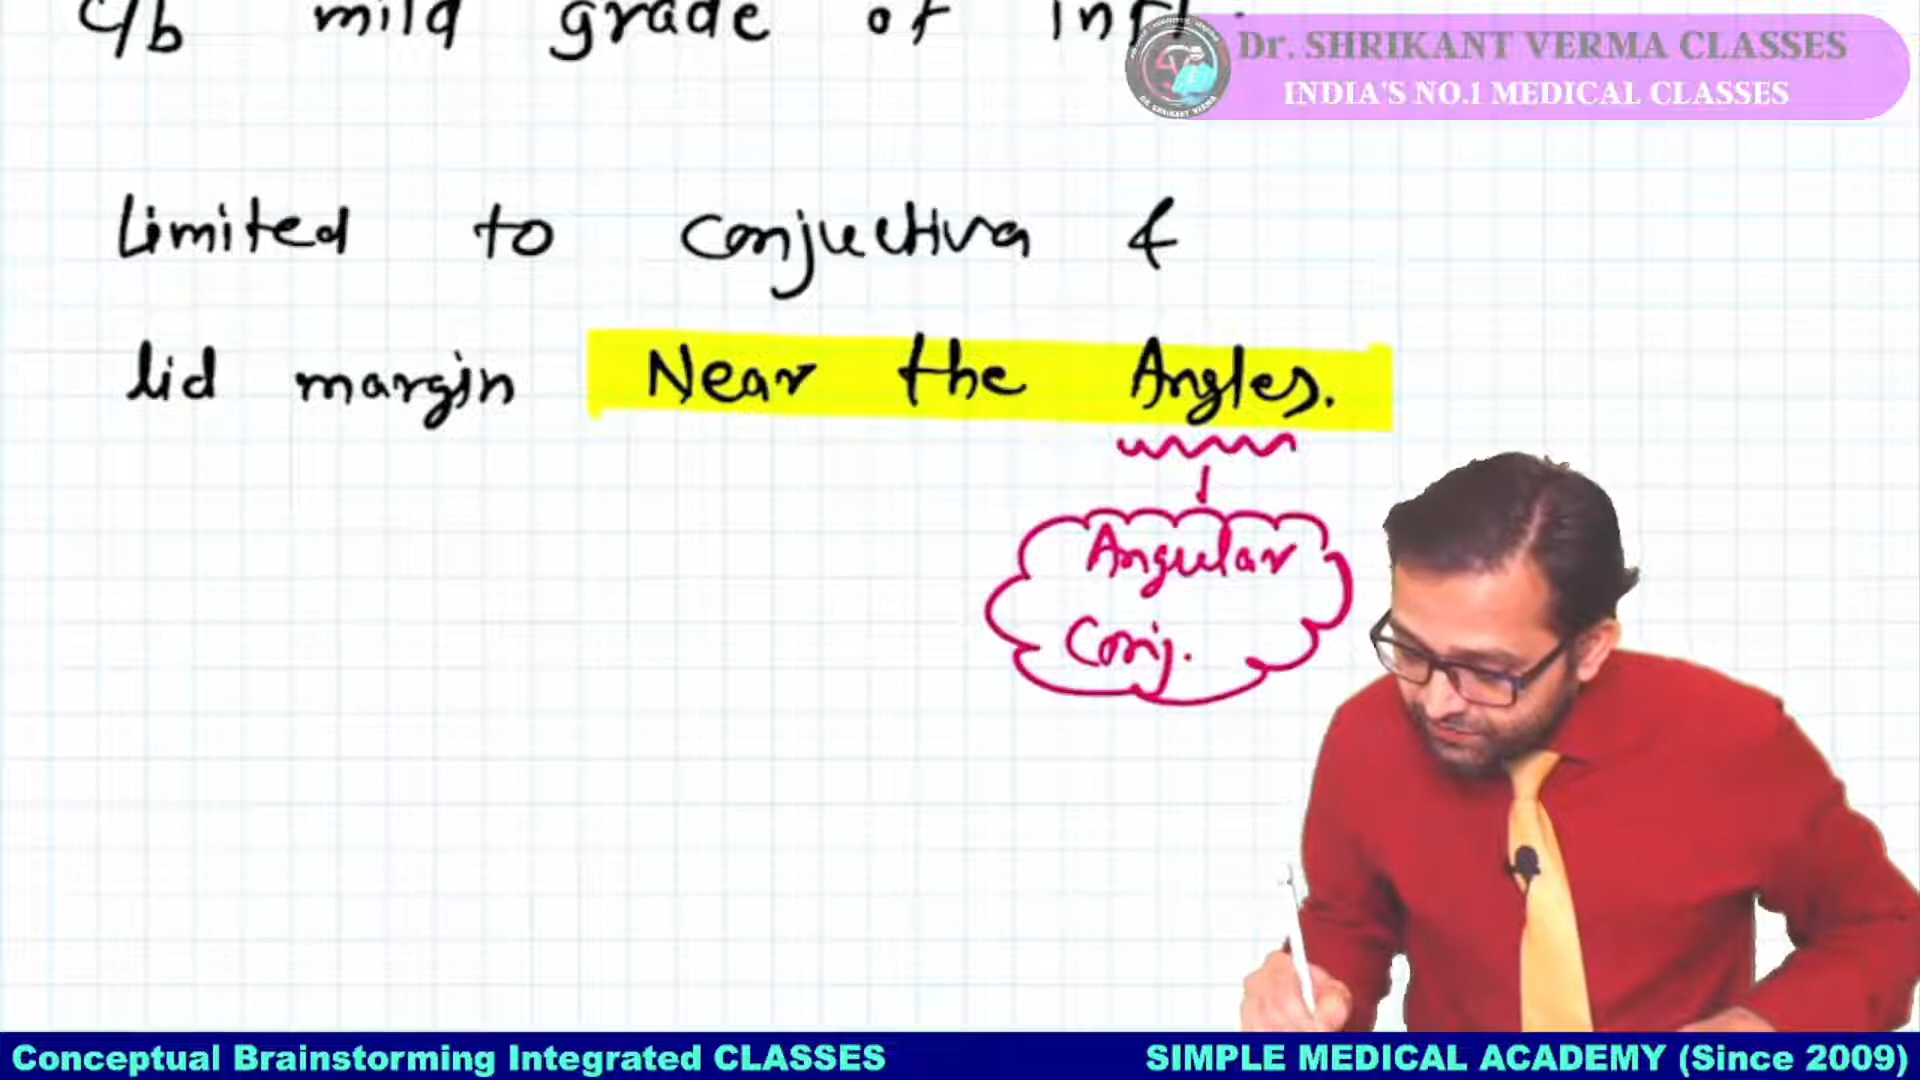 C/b mild grade of infl.
Dr. SHRIKANT VERMA CLASSES
INDIA'S NO.1 MEDICAL CLASSES
Limited to conjuctiva &
lid margin Near the Angles.
Angular
Conj.
Conceptual Brainstorming Integrated CLASSES
SIMPLE MEDICAL ACADEMY (Since 2009)